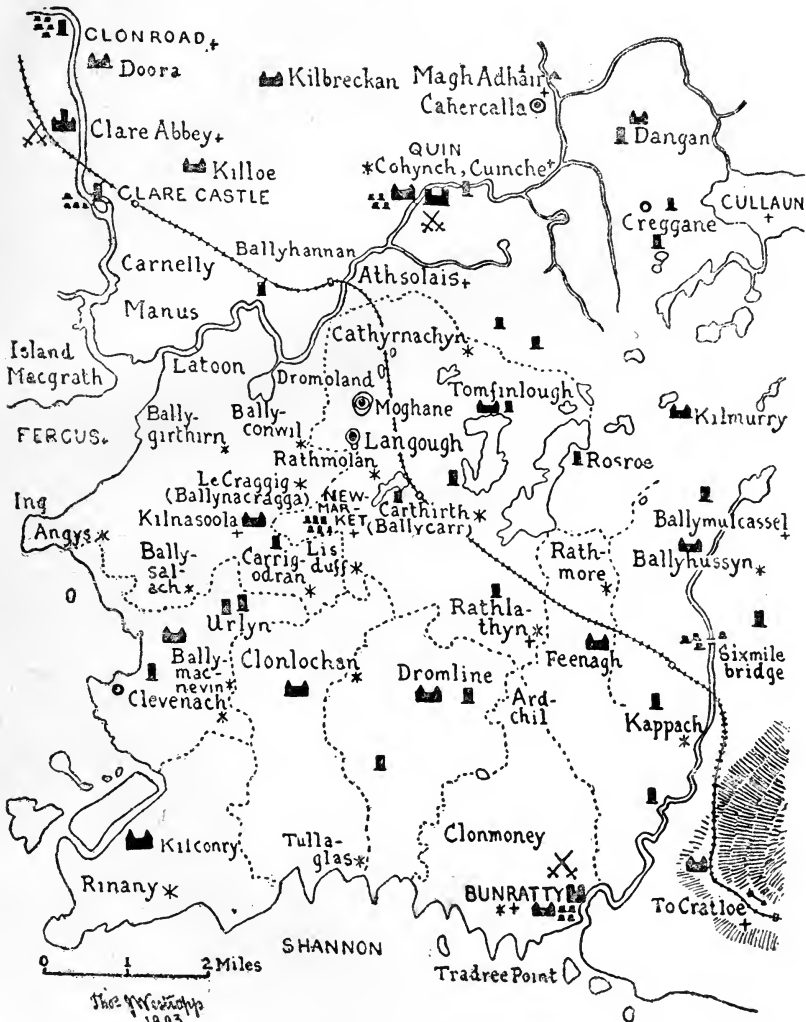 CLONROAD
Doora
Kilbreckan
Magh Adhair
Cahercalla
Dangan
Clare Abbey
Killoe
QUIN
Cohynch, Cuinche
CLARE CASTLE
CULLAUN
Creggane
Ballyhannan
Carnelly
Athsolais
Manus
Cathyrnachyn
Island
Macgrath
Latoon
Dromoland
Tomfinlough
Moghane
Kilmurry
Bally-
girthirn
Bally-
conwil
FERGUS
Langough
Rathmolan
Rosroe
LeCraggig
(Ballynacragga)
NEW-
MAR-
KET
Ing
Carthirth
(Ballycarr)
Kilnasoola
Ballymulcassel
Angys
Bally-
sal-
ach
Carrig-
odran
Lis
duff
Rath-
more
Ballyhussyn
Urlyn
Rathla-
thyn
Sixmile
bridge
Bally-
mac-
nevin
Clonlochan
Dromline
Feenagh
Clevenach
Ard-
chil
Kappach
Kilconry
Tulla-
glas
Clonmoney
Rinany
BUNRATTY
To Cratloe
SHANNON
Tradree Point
0 1 2 Miles
Thos J Westropp
1903